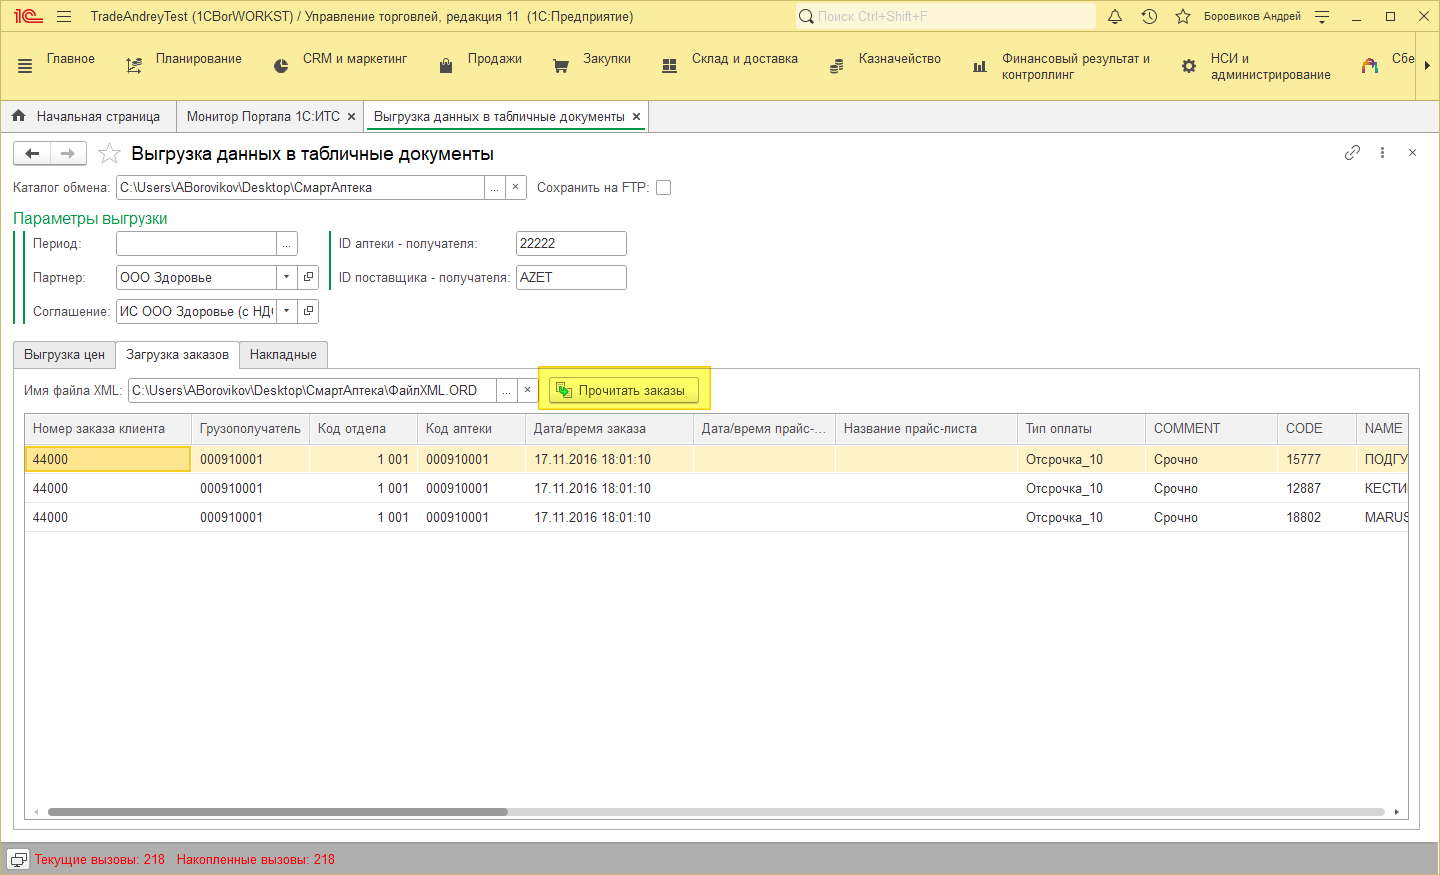 TradeAndreyTest (1CBorWORKST) / Управление торговлей, редакция 11 (1С:Предприятие)
Поиск Ctrl+Shift+F
Боровиков Андрей
Главное
Планирование
CRM и маркетинг
Продажи
Закупки
Склад и доставка
Казначейство
Финансовый результат и
контроллинг
НСИ и
администрирование
Сбе
Начальная страница
Монитор Портала 1С:ИТС ×
Выгрузка данных в табличные документы ×
Выгрузка данных в табличные документы
Каталог обмена: C:\Users\ABorovikov\Desktop\СмартАптека ... × Сохранить на FTP:
Параметры выгрузки
Период: ... ID аптеки - получателя: 22222
Партнер: ООО Здоровье ID поставщика - получателя: AZET
Соглашение: ИС ООО Здоровье (с НДС
Выгрузка цен Загрузка заказов Накладные
Имя файла XML: C:\Users\ABorovikov\Desktop\СмартАптека\ФайлXML.ORD ... × Прочитать заказы
Номер заказа клиента Грузополучатель Код отдела Код аптеки Дата/время заказа Дата/время прайс-... Название прайс-листа Тип оплаты COMMENT CODE NAME
44000 000910001 1 001 000910001 17.11.2016 18:01:10 Отсрочка_10 Срочно 15777 ПОДГУ
44000 000910001 1 001 000910001 17.11.2016 18:01:10 Отсрочка_10 Срочно 12887 КЕСТИ
44000 000910001 1 001 000910001 17.11.2016 18:01:10 Отсрочка_10 Срочно 18802 MARUS
Текущие вызовы: 218 Накопленные вызовы: 218